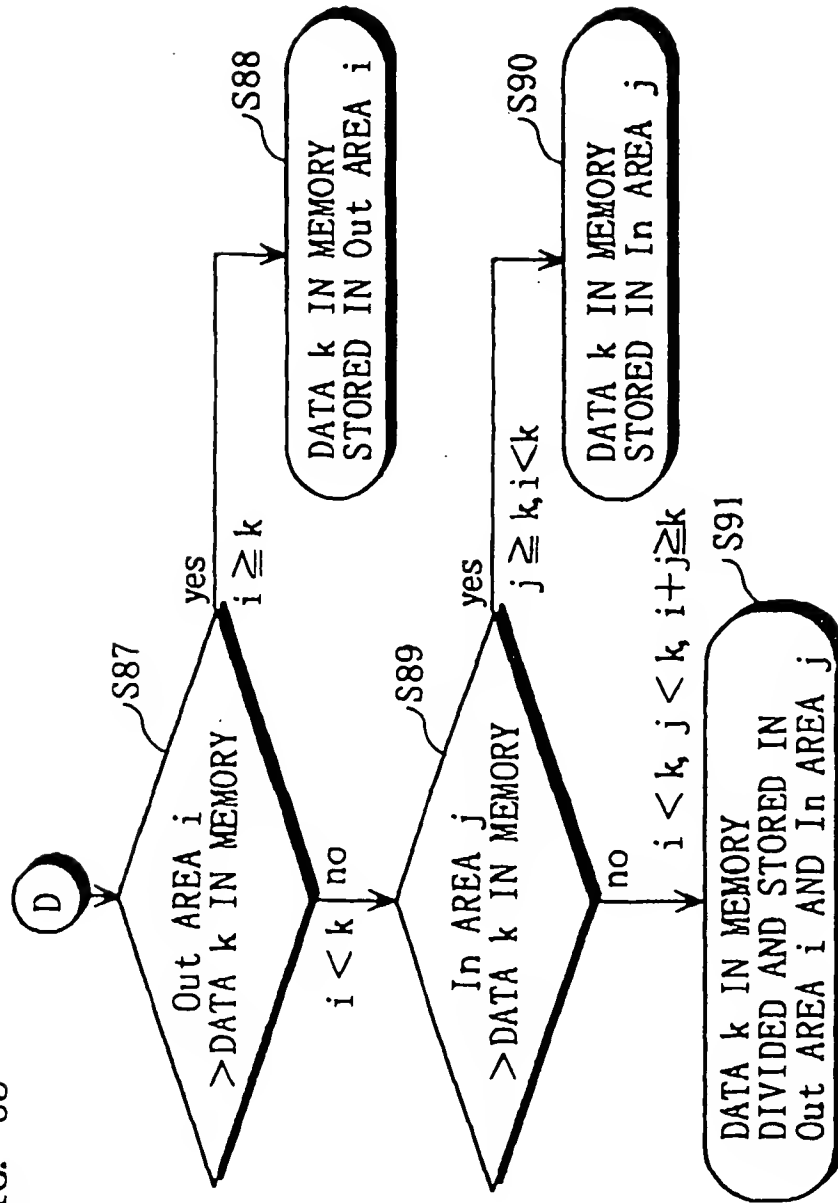 D
S87
Out AREA i
>DATA k IN MEMORY
yes
i ≧ k
S88
DATA k IN MEMORY
STORED IN Out AREA i
no
i < k
S89
In AREA j
>DATA k IN MEMORY
yes
j ≧ k, i < k
S90
DATA k IN MEMORY
STORED IN In AREA j
no
i < k, j < k, i+j≧k
S91
DATA k IN MEMORY
DIVIDED AND STORED IN
Out AREA i AND In AREA j